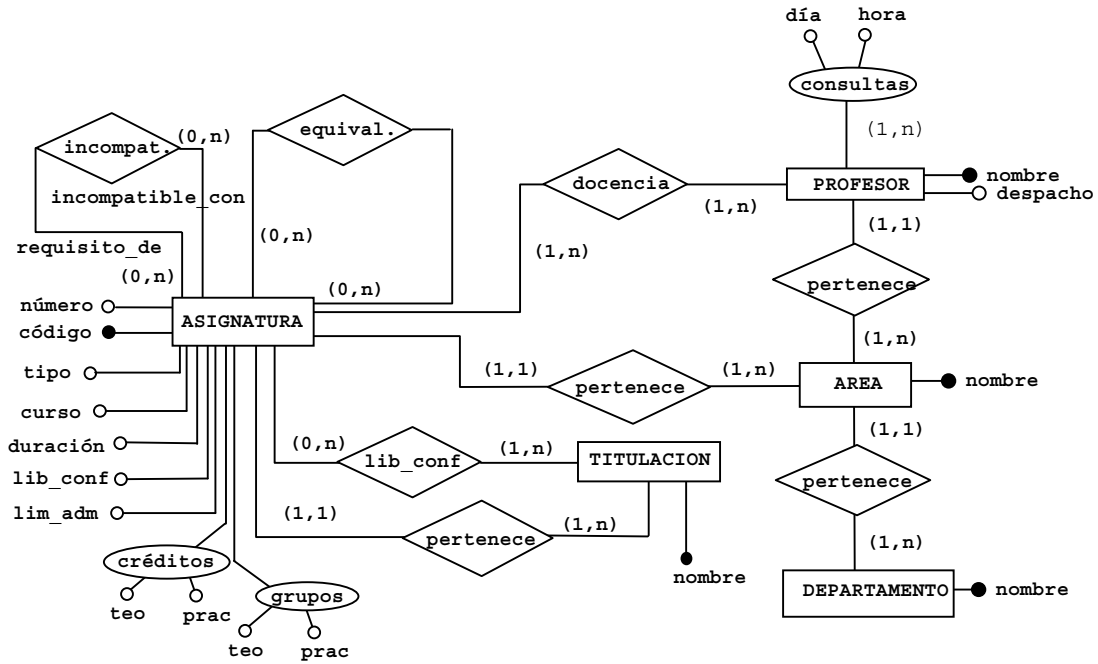 día
hora
consultas
(1,n)
incompat.
(0,n)
equival.
incompatible_con
requisito_de
(0,n)
(0,n)
(0,n)
docencia
(1,n)
(1,n)
PROFESOR
nombre
despacho
(1,1)
pertenece
(1,n)
número
código
tipo
curso
duración
lib_conf
lim_adm
ASIGNATURA
(1,1)
pertenece
(1,n)
AREA
nombre
(1,1)
pertenece
(1,n)
DEPARTAMENTO
nombre
(0,n)
lib_conf
(1,n)
TITULACION
(1,1)
pertenece
(1,n)
nombre
créditos
teo
prac
grupos
teo
prac